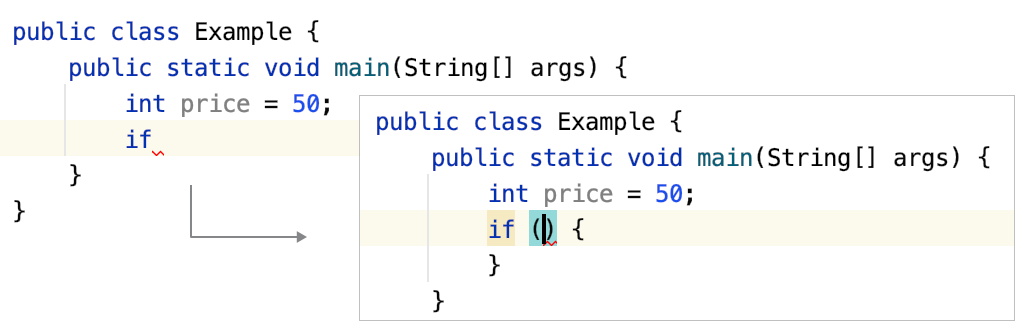 public class Example {
public static void main(String[] args) {
int price = 50;
if
}
}
public class Example {
public static void main(String[] args) {
int price = 50;
if () {
}
}